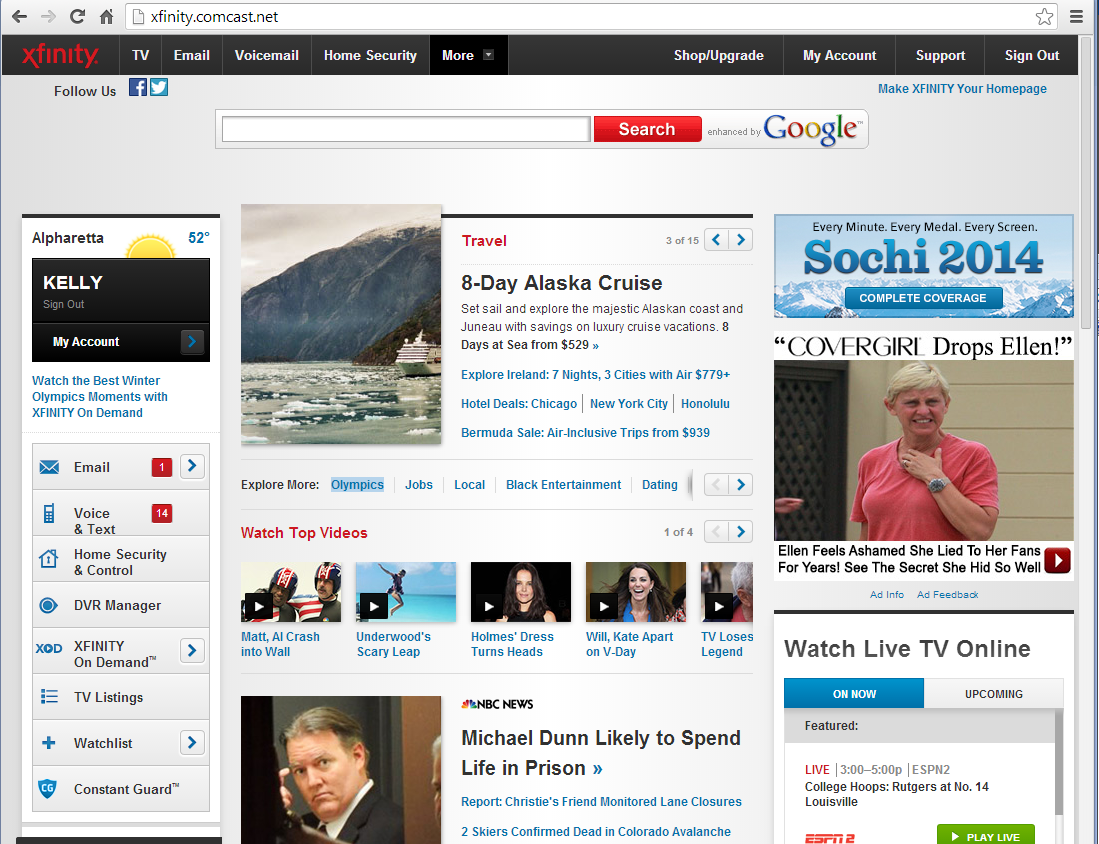 xfinity.comcast.net
xfinity. TV Email Voicemail Home Security More Shop/Upgrade My Account Support Sign Out
Follow Us
Make XFINITY Your Homepage
Search enhanced by Google™
Alpharetta 52°
KELLY
Sign Out
My Account
Watch the Best Winter
Olympics Moments with
XFINITY On Demand
Email 1
Voice 14
& Text
Home Security
& Control
DVR Manager
XOD XFINITY
On Demand™
TV Listings
Watchlist
CG Constant Guard™
Travel 3 of 15
8-Day Alaska Cruise
Set sail and explore the majestic Alaskan coast and
Juneau with savings on luxury cruise vacations. 8
Days at Sea from $529 »
Explore Ireland: 7 Nights, 3 Cities with Air $779+
Hotel Deals: Chicago | New York City | Honolulu
Bermuda Sale: Air-Inclusive Trips from $939
Explore More: Olympics Jobs Local Black Entertainment Dating
Watch Top Videos 1 of 4
Matt, Al Crash
into Wall
Underwood's
Scary Leap
Holmes' Dress
Turns Heads
Will, Kate Apart
on V-Day
TV Loses
Legend
NBC NEWS
Michael Dunn Likely to Spend
Life in Prison »
Report: Christie's Friend Monitored Lane Closures
2 Skiers Confirmed Dead in Colorado Avalanche
Every Minute. Every Medal. Every Screen.
Sochi 2014
COMPLETE COVERAGE
“COVERGIRL Drops Ellen!”
Ellen Feels Ashamed She Lied To Her Fans
For Years! See The Secret She Hid So Well
Ad Info Ad Feedback
Watch Live TV Online
ON NOW UPCOMING
Featured:
LIVE | 3:00–5:00p | ESPN2
College Hoops: Rutgers at No. 14
Louisville
ESPN 2 PLAY LIVE